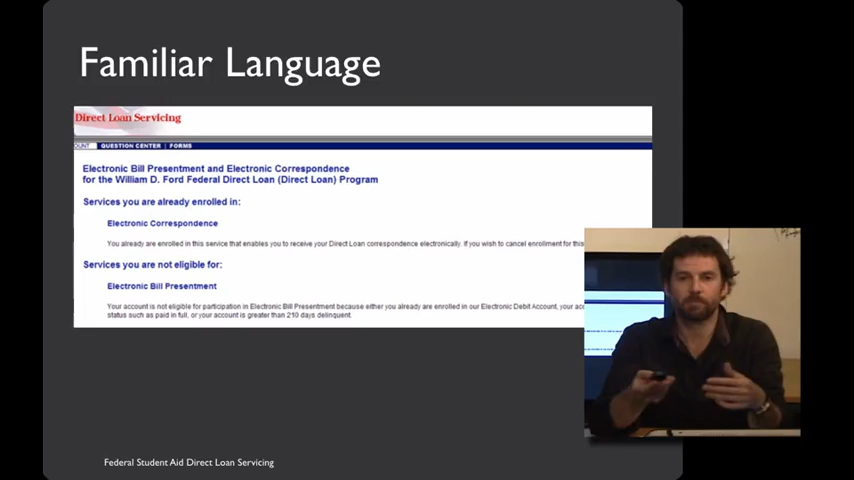 Familiar Language
Direct Loan Servicing
OUNT QUESTION CENTER | FORMS
Electronic Bill Presentment and Electronic Correspondence
for the William D. Ford Federal Direct Loan (Direct Loan) Program
Services you are already enrolled in:
Electronic Correspondence
You already are enrolled in this service that enables you to receive your Direct Loan correspondence electronically. If you wish to cancel enrollment for this
Services you are not eligible for:
Electronic Bill Presentment
Your account is not eligible for participation in Electronic Bill Presentment because either you already are enrolled in our Electronic Debit Account, your
status such as paid in full, or your account is greater than 210 days delinquent.
Federal Student Aid Direct Loan Servicing